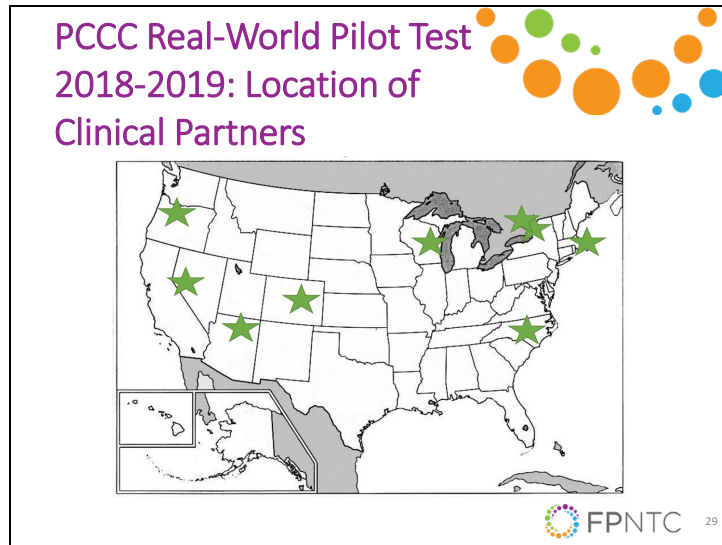 PCCC Real-World Pilot Test
2018-2019: Location of
Clinical Partners
FPNTC
29